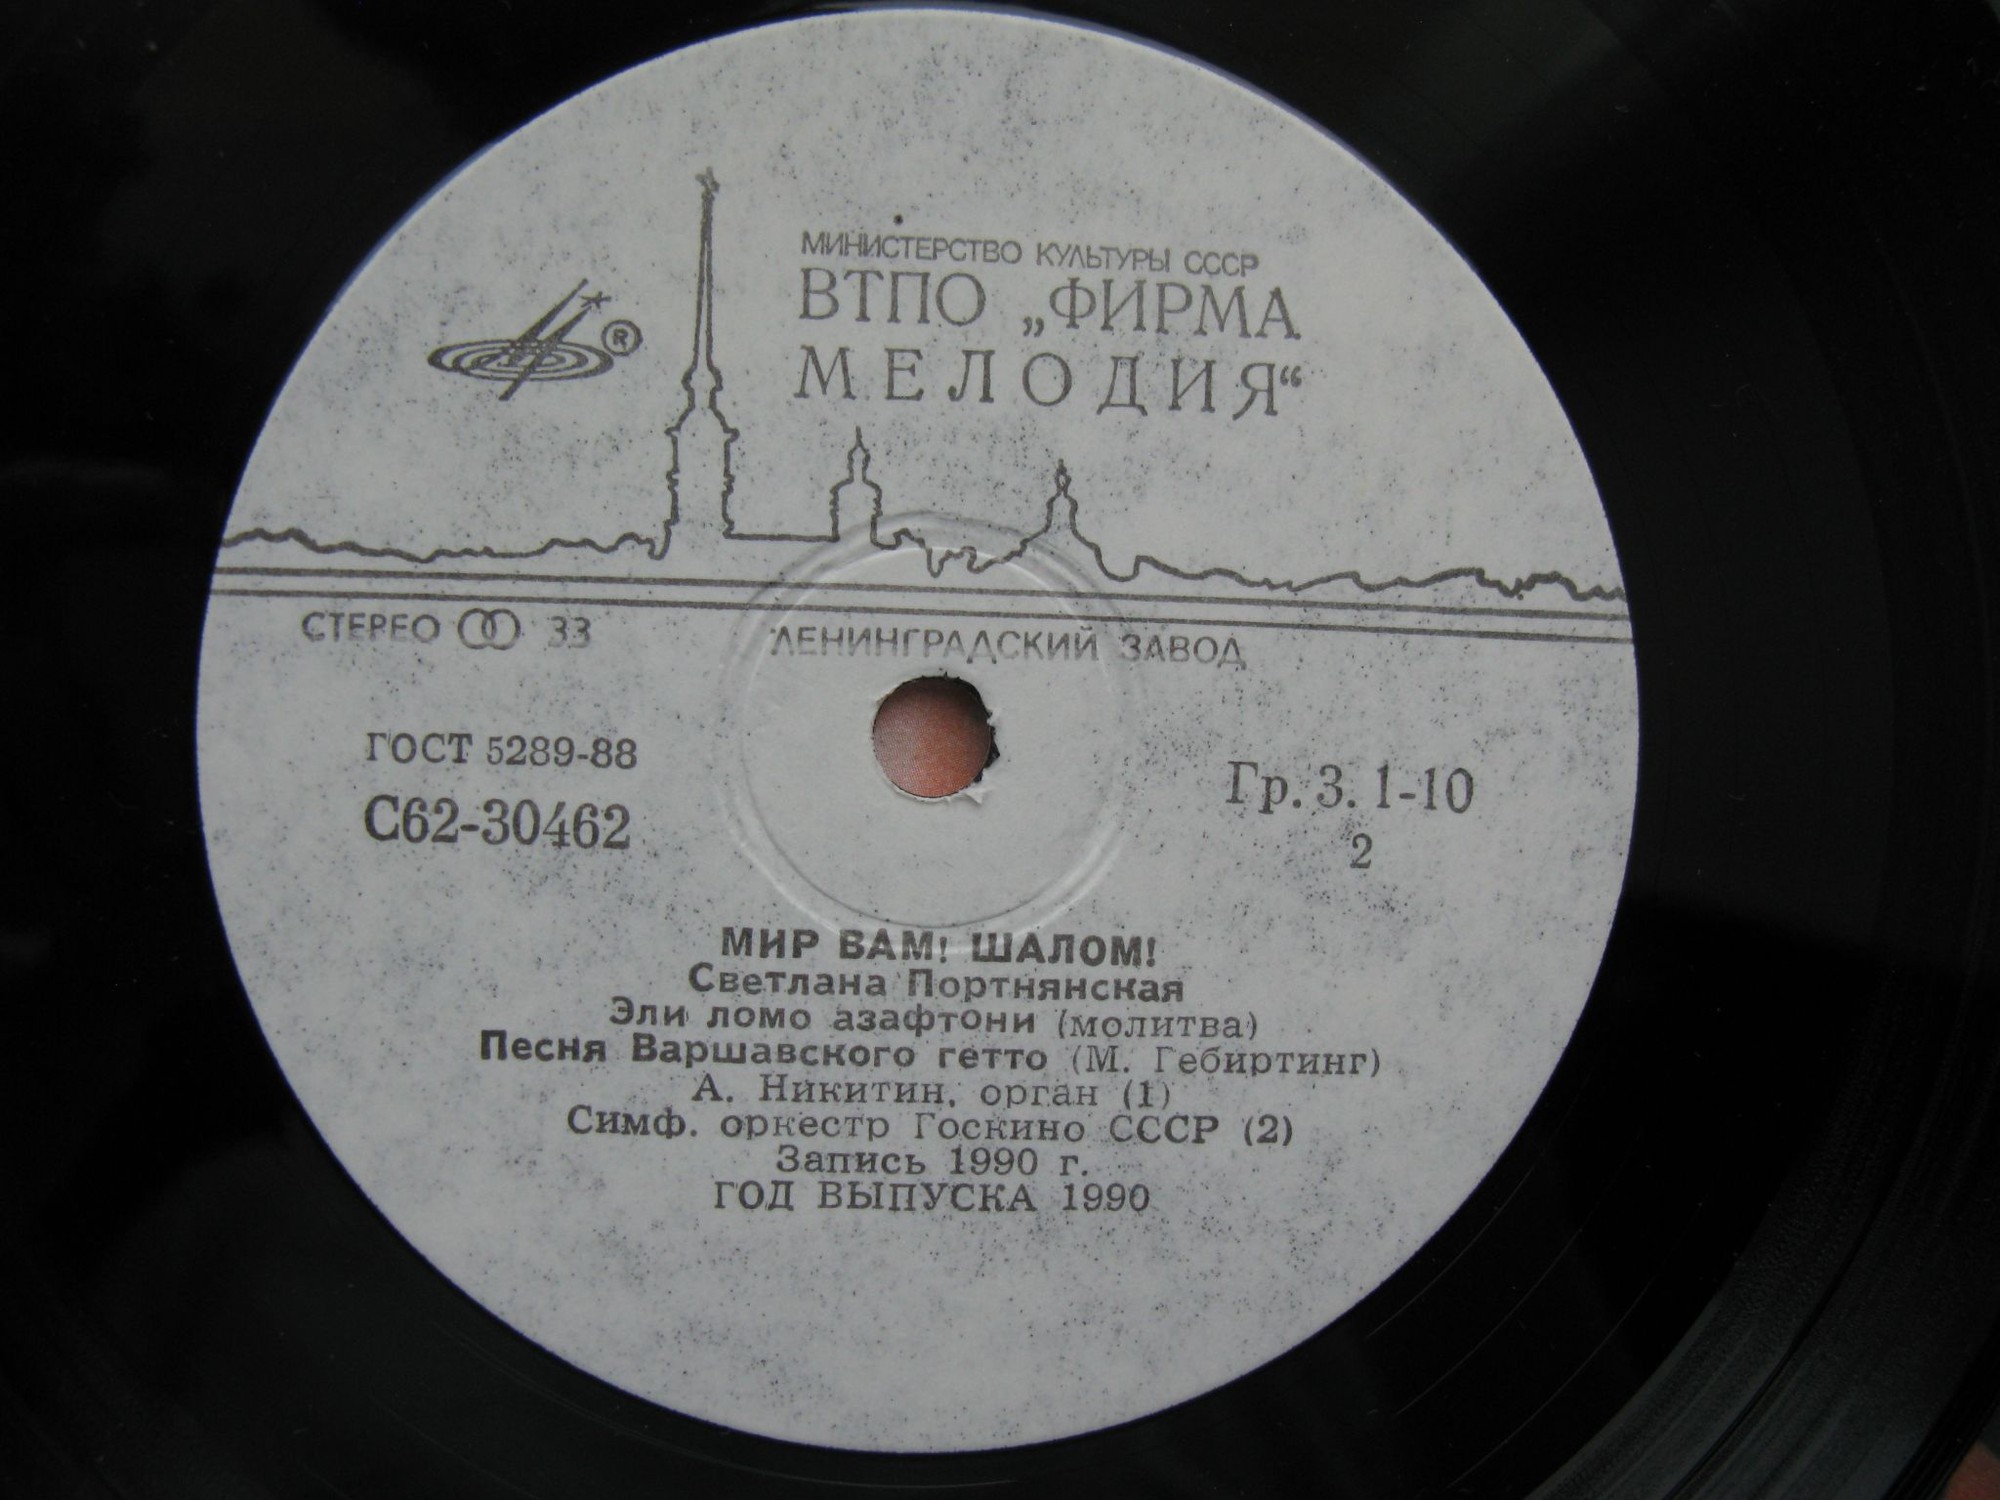 МИНИСТЕРСТВО КУЛЬТУРЫ СССР
ВТПО „ФИРМА
МЕЛОДИЯ“
®
СТЕРЕО 33
ЛЕНИНГРАДСКИЙ ЗАВОД
ГОСТ 5289-88
С62-30462
Гр. 3. 1-10
2
МИР ВАМ! ШАЛОМ!
Светлана Портнянская
Эли ломо азафтони (молитва)
Песня Варшавского гетто (М. Гебиртинг)
А. Никитин, орган (1)
Симф. оркестр Госкино СССР (2)
Запись 1990 г.
ГОД ВЫПУСКА 1990